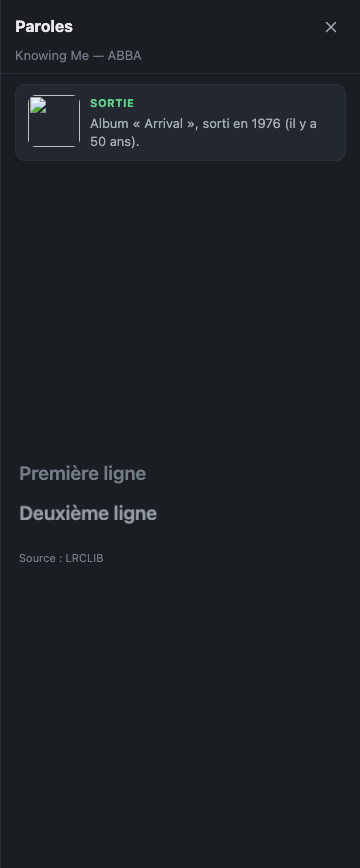 Paroles
Knowing Me — ABBA
SORTIE
Album « Arrival », sorti en 1976 (il y a
50 ans).
Première ligne
Deuxième ligne
Source : LRCLIB